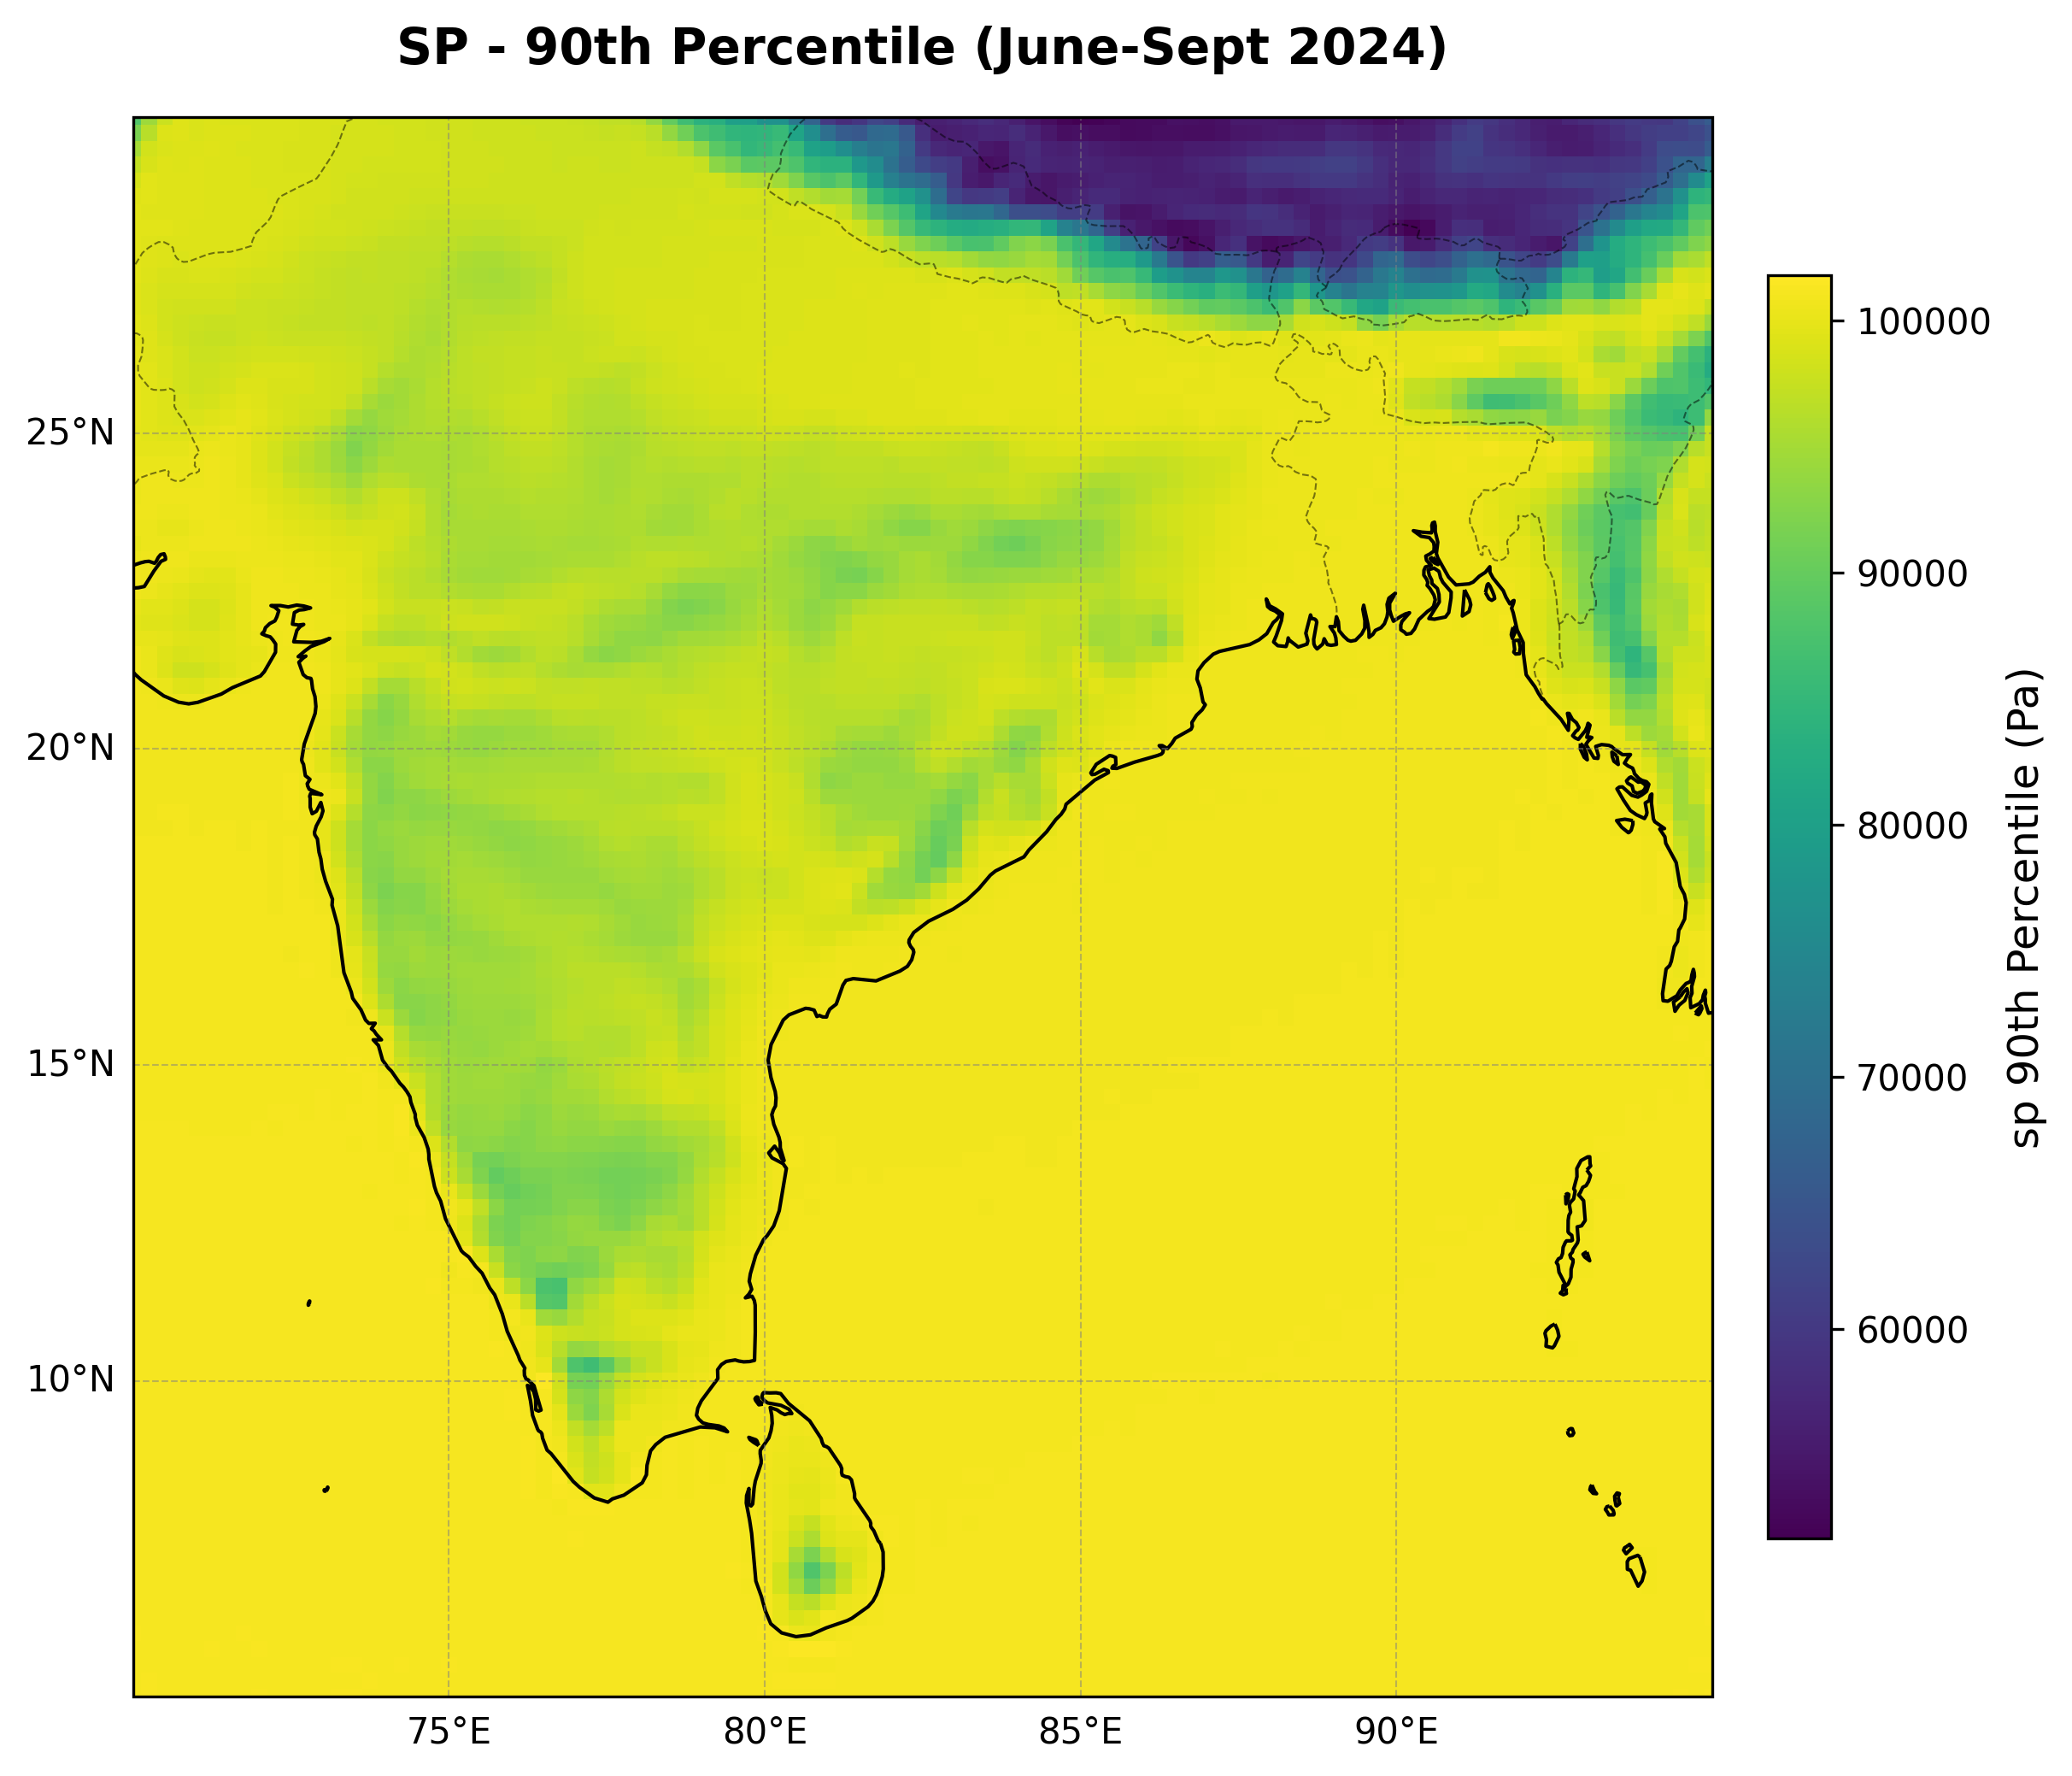 SP - 90th Percentile (June-Sept 2024)
25°N
20°N
15°N
10°N
75°E
80°E
85°E
90°E
100000
90000
80000
70000
60000
sp 90th Percentile (Pa)